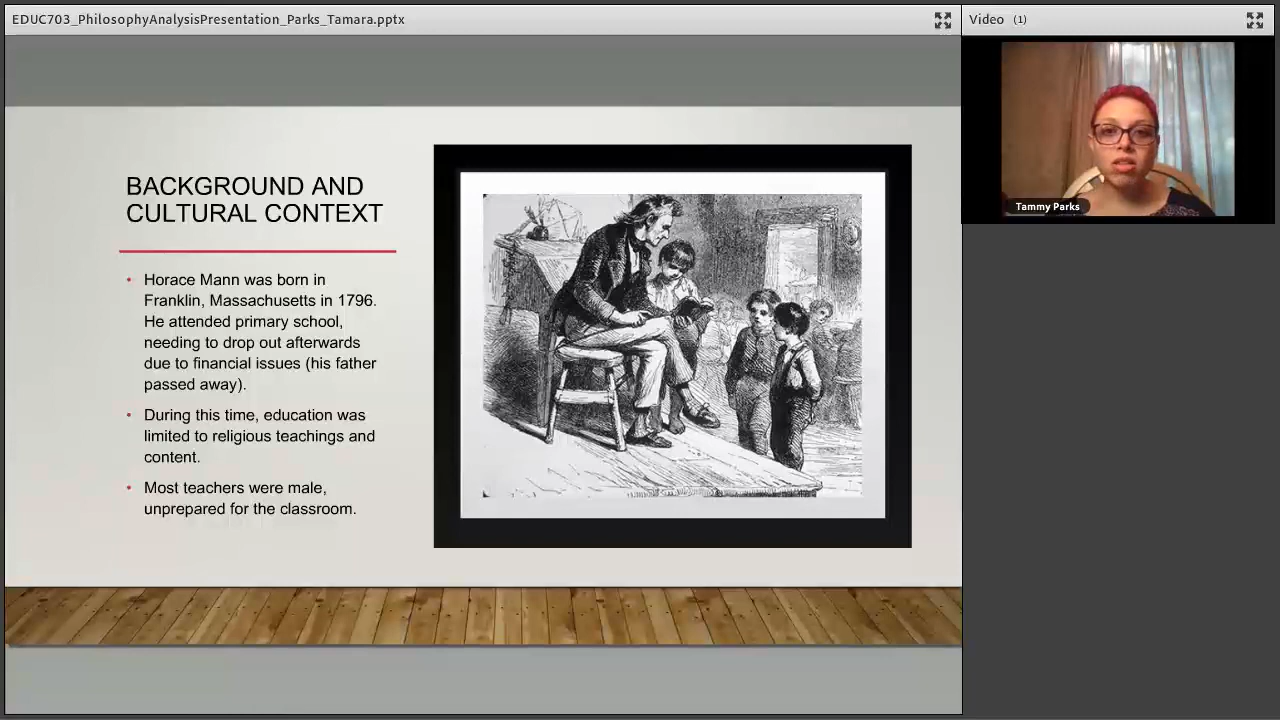 EDUC703_PhilosophyAnalysisPresentation_Parks_Tamara.pptx
Video (1)
Tammy Parks
BACKGROUND AND
CULTURAL CONTEXT
• Horace Mann was born in
Franklin, Massachusetts in 1796.
He attended primary school,
needing to drop out afterwards
due to financial issues (his father
passed away).
• During this time, education was
limited to religious teachings and
content.
• Most teachers were male,
unprepared for the classroom.